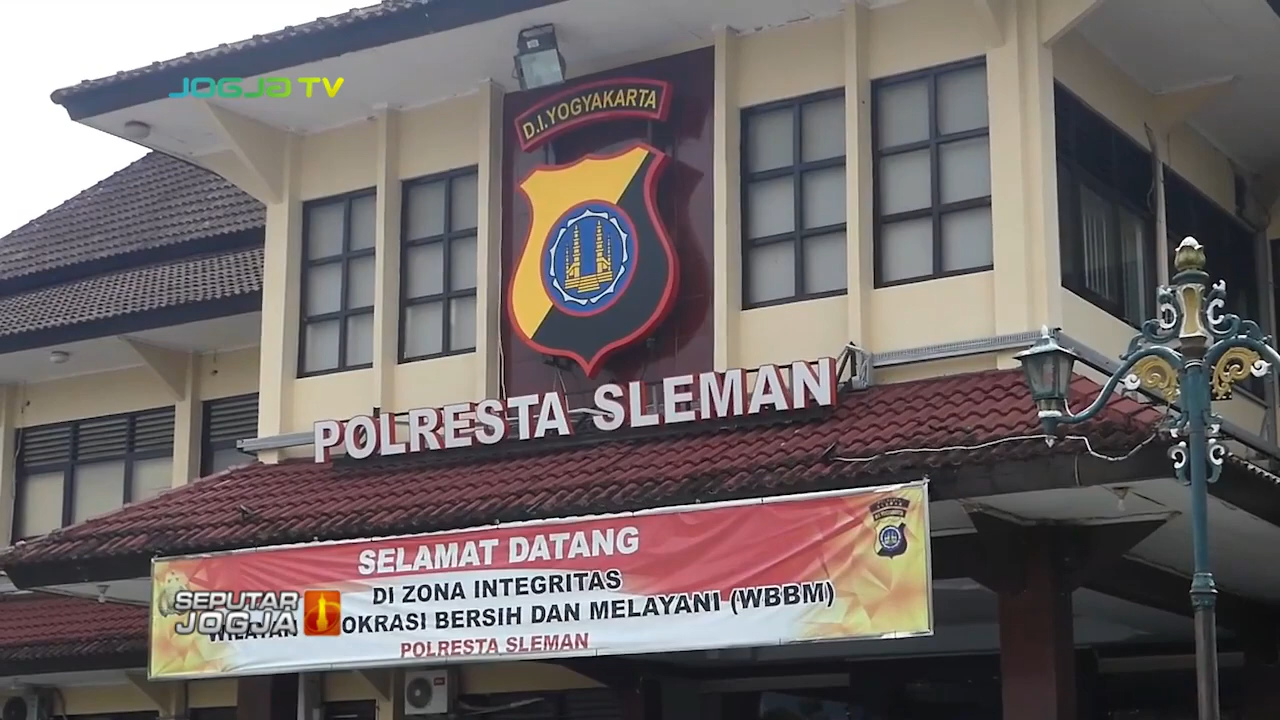 JOGJA TV
D.I.YOGYAKARTA
POLRESTA SLEMAN
SELAMAT DATANG
DI ZONA INTEGRITAS
OKRASI BERSIH DAN MELAYANI (WBBM)
POLRESTA SLEMAN
SEPUTAR
JOGJA